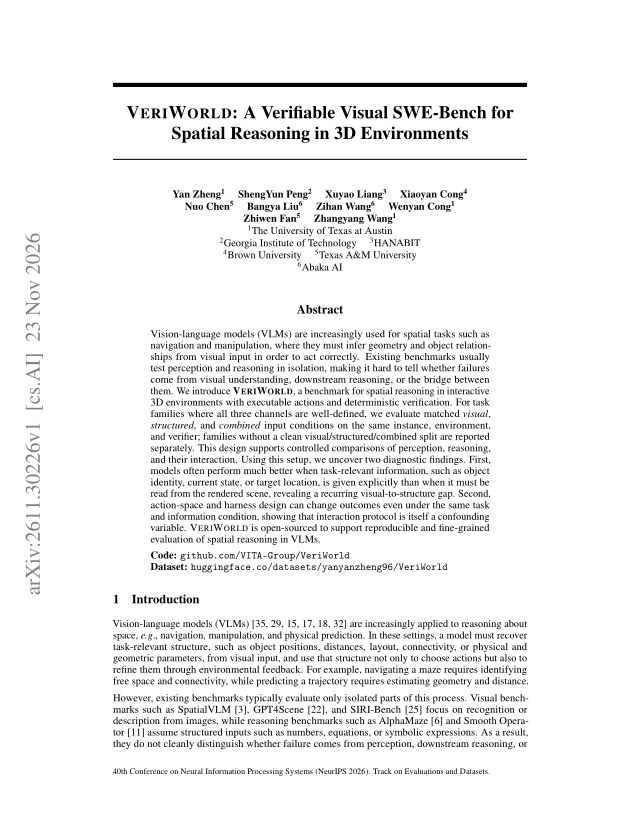 arXiv:2611.30226v1 [cs.AI] 23 Nov 2026
VERIWORLD: A Verifiable Visual SWE-Bench for
Spatial Reasoning in 3D Environments
Yan Zheng1 ShengYun Peng2 Xuyao Liang3 Xiaoyan Cong4
Nuo Chen5 Bangya Liu6 Zihan Wang6 Wenyan Cong1
Zhiwen Fan5 Zhangyang Wang1
1The University of Texas at Austin
2Georgia Institute of Technology 3HANABIT
4Brown University 5Texas A&M University
6Abaka AI
Abstract
Vision-language models (VLMs) are increasingly used for spatial tasks such as
navigation and manipulation, where they must infer geometry and object relation-
ships from visual input in order to act correctly. Existing benchmarks usually
test perception and reasoning in isolation, making it hard to tell whether failures
come from visual understanding, downstream reasoning, or the bridge between
them. We introduce VERIWORLD, a benchmark for spatial reasoning in interactive
3D environments with executable actions and deterministic verification. For task
families where all three channels are well-defined, we evaluate matched visual,
structured, and combined input conditions on the same instance, environment,
and verifier; families without a clean visual/structured/combined split are reported
separately. This design supports controlled comparisons of perception, reasoning,
and their interaction. Using this setup, we uncover two diagnostic findings. First,
models often perform much better when task-relevant information, such as object
identity, current state, or target location, is given explicitly than when it must be
read from the rendered scene, revealing a recurring visual-to-structure gap. Second,
action-space and harness design can change outcomes even under the same task
and information condition, showing that interaction protocol is itself a confounding
variable. VERIWORLD is open-sourced to support reproducible and fine-grained
evaluation of spatial reasoning in VLMs.
Code: github.com/VITA-Group/VeriWorld
Dataset: huggingface.co/datasets/yanyanzheng96/VeriWorld
1 Introduction
Vision-language models (VLMs) [35, 29, 15, 17, 18, 32] are increasingly applied to reasoning about
space, e.g., navigation, manipulation, and physical prediction. In these settings, a model must recover
task-relevant structure, such as object positions, distances, layout, connectivity, or physical and
geometric parameters, from visual input, and use that structure not only to choose actions but also to
refine them through environmental feedback. For example, navigating a maze requires identifying
free space and connectivity, while predicting a trajectory requires estimating geometry and distance.
However, existing benchmarks typically evaluate only isolated parts of this process. Visual bench-
marks such as SpatialVLM [3], GPT4Scene [22], and SIRI-Bench [25] focus on recognition or
description from images, while reasoning benchmarks such as AlphaMaze [6] and Smooth Opera-
tor [11] assume structured inputs such as numbers, equations, or symbolic expressions. As a result,
they do not cleanly distinguish whether failure comes from perception, downstream reasoning, or
40th Conference on Neural Information Processing Systems (NeurIPS 2026). Track on Evaluations and Datasets.